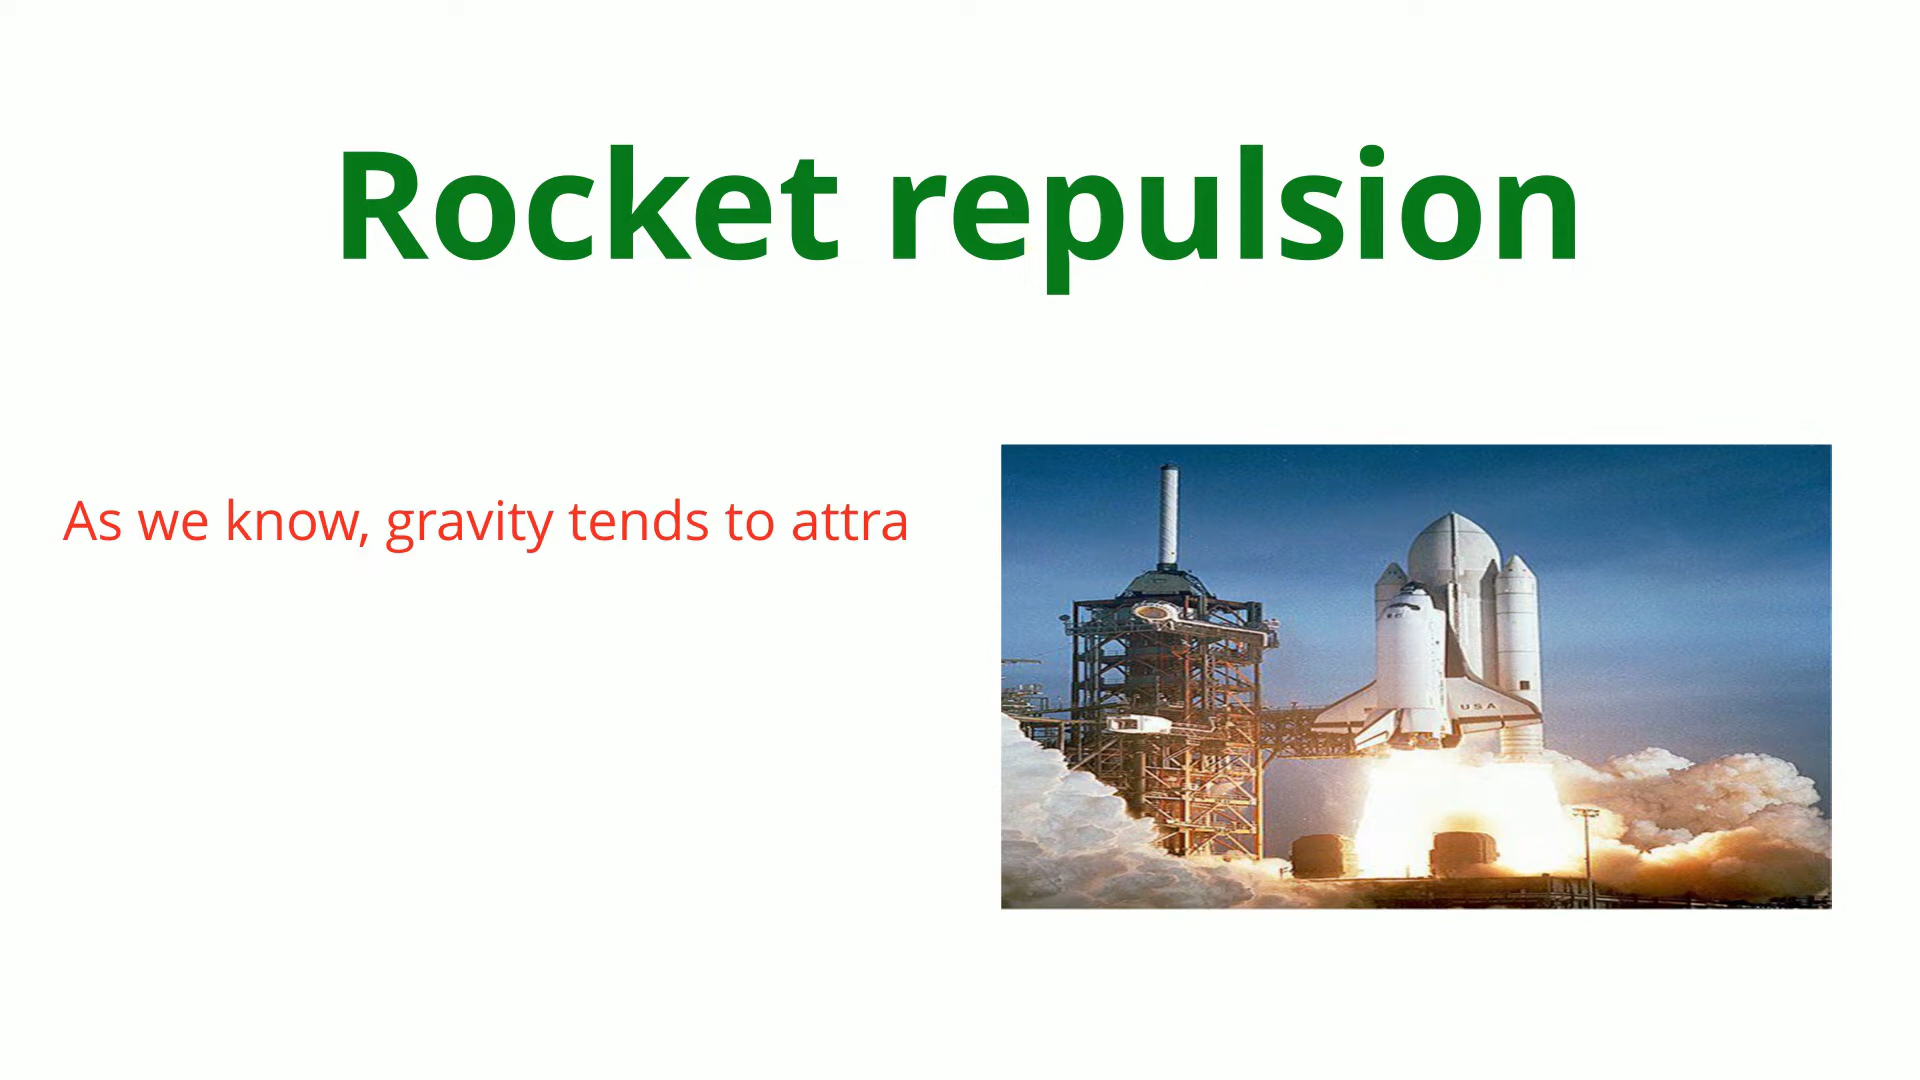 Rocket repulsion
As we know, gravity tends to attra
USA